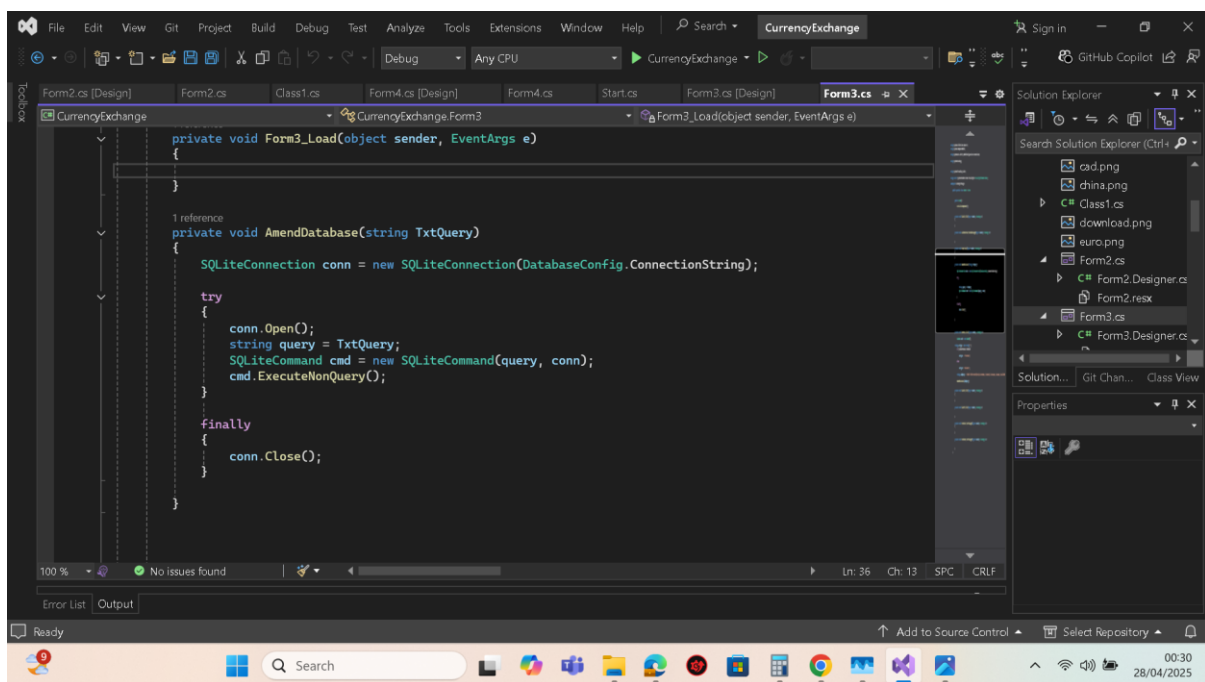 File Edit View Git Project Build Debug Test Analyze Tools Extensions Window Help Search CurrencyExchange Sign in
Debug Any CPU CurrencyExchange GitHub Copilot
Toolbox
Form2.cs [Design] Form2.cs Class1.cs Form4.cs [Design] Form4.cs Start.cs Form3.cs [Design] Form3.cs
CurrencyExchange CurrencyExchange.Form3 Form3_Load(object sender, EventArgs e)
private void Form3_Load(object sender, EventArgs e)
{
}
1 reference
private void AmendDatabase(string TxtQuery)
{
SQLiteConnection conn = new SQLiteConnection(DatabaseConfig.ConnectionString);
try
{
conn.Open();
string query = TxtQuery;
SQLiteCommand cmd = new SQLiteCommand(query, conn);
cmd.ExecuteNonQuery();
}
finally
{
conn.Close();
}
}
100 % No issues found Ln: 36 Ch: 13 SPC CRLF
Error List Output
Solution Explorer
Search Solution Explorer (Ctrl+
cad.png
china.png
C# Class1.cs
download.png
euro.png
Form2.cs
C# Form2.Designer.cs
Form2.resx
Form3.cs
C# Form3.Designer.cs
Solution... Git Chan... Class View
Properties
Ready Add to Source Control Select Repository
9 Search 00:30
28/04/2025